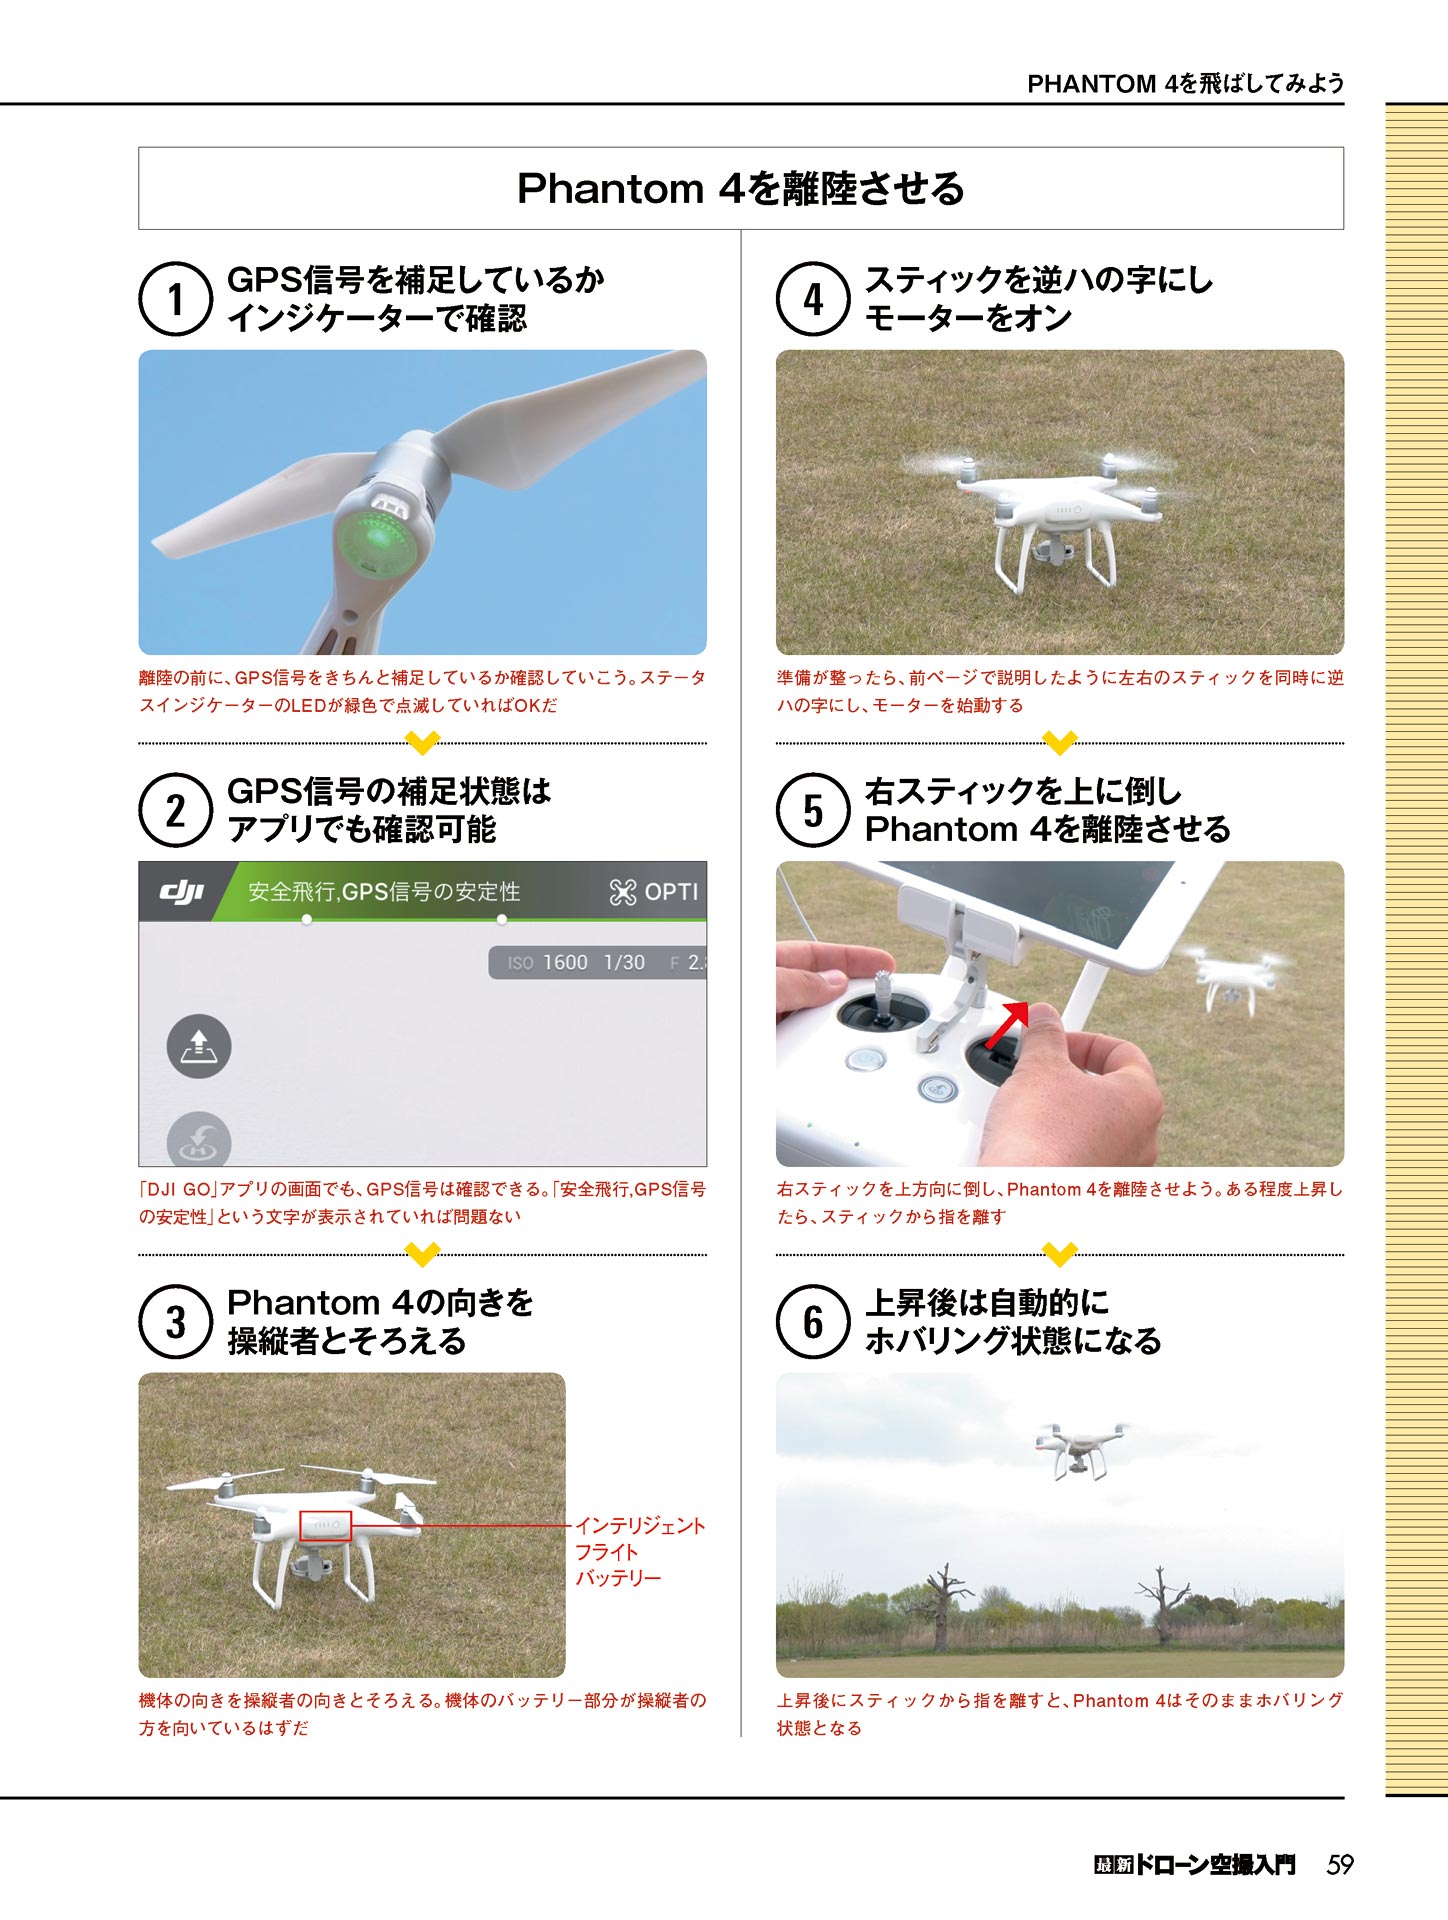 PHANTOM 4を飛ばしてみよう
Phantom 4を離陸させる
1
GPS信号を補足しているか
インジケーターで確認
離陸の前に、GPS信号をきちんと補足しているか確認していこう。ステータ
スインジケーターのLEDが緑色で点滅していればOKだ
2
GPS信号の補足状態は
アプリでも確認可能
dji 安全飛行,GPS信号の安定性 OPTI
ISO 1600 1/30 F 2.
H
「DJI GO」アプリの画面でも、GPS信号は確認できる。「安全飛行,GPS信号
の安定性」という文字が表示されていれば問題ない
3
Phantom 4の向きを
操縦者とそろえる
インテリジェント
フライト
バッテリー
機体の向きを操縦者の向きとそろえる。機体のバッテリー部分が操縦者の
方を向いているはずだ
4
スティックを逆ハの字にし
モーターをオン
準備が整ったら、前ページで説明したように左右のスティックを同時に逆
ハの字にし、モーターを始動する
5
右スティックを上に倒し
Phantom 4を離陸させる
右スティックを上方向に倒し、Phantom 4を離陸させよう。ある程度上昇し
たら、スティックから指を離す
6
上昇後は自動的に
ホバリング状態になる
上昇後にスティックから指を離すと、Phantom 4はそのままホバリング
状態となる
最新ドローン空撮入門 59